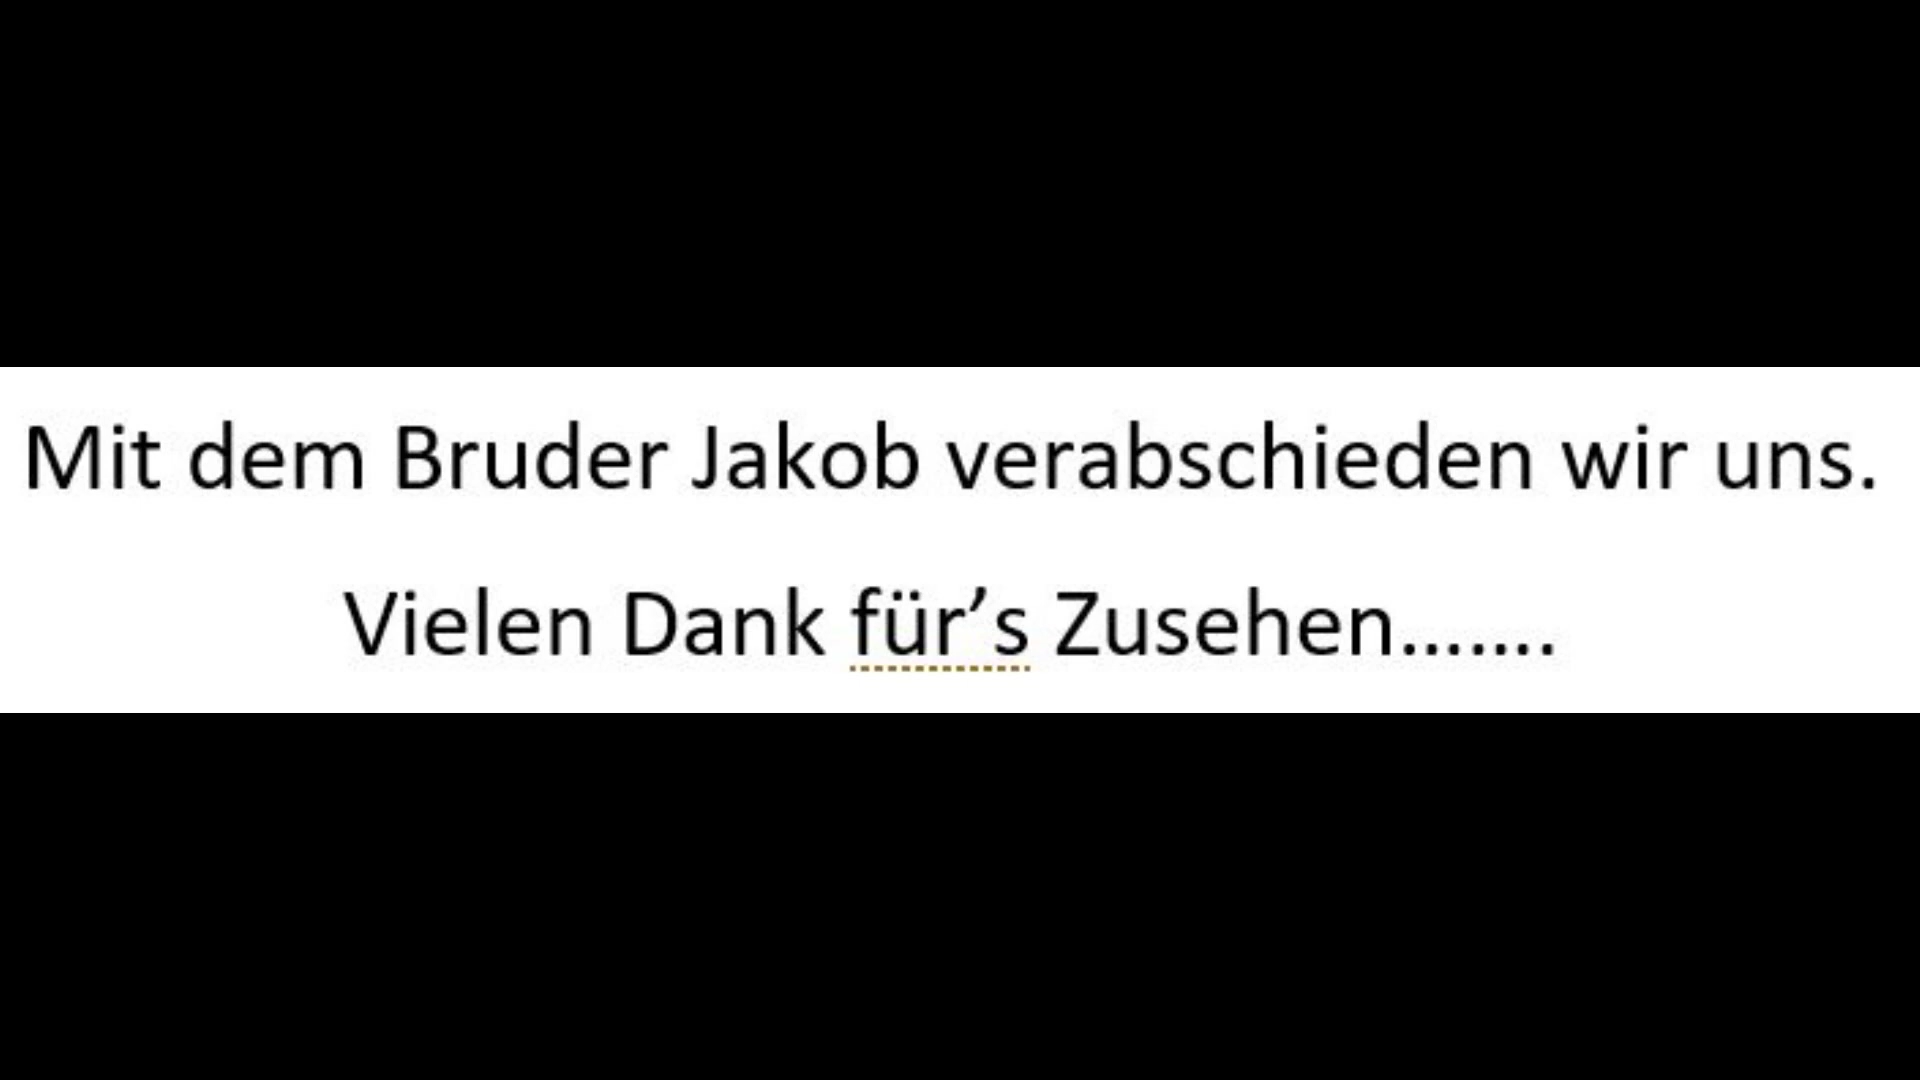 Mit dem Bruder Jakob verabschieden wir uns.
Vielen Dank für’s Zusehen…….